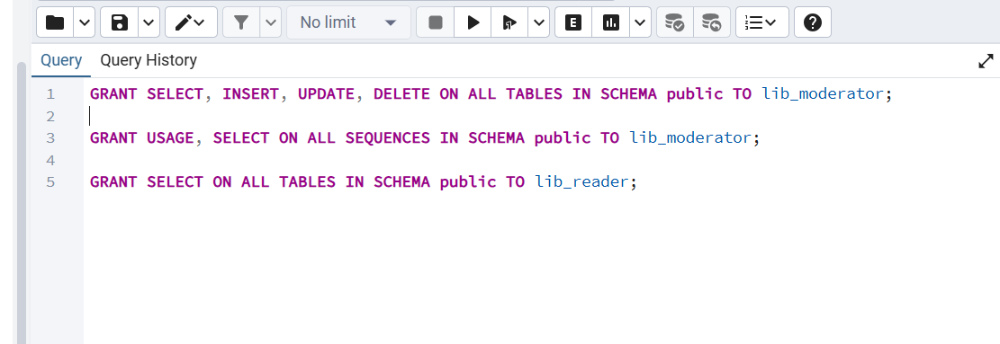 No limit
E
Query Query History
1 GRANT SELECT, INSERT, UPDATE, DELETE ON ALL TABLES IN SCHEMA public TO lib_moderator;
2
3 GRANT USAGE, SELECT ON ALL SEQUENCES IN SCHEMA public TO lib_moderator;
4
5 GRANT SELECT ON ALL TABLES IN SCHEMA public TO lib_reader;